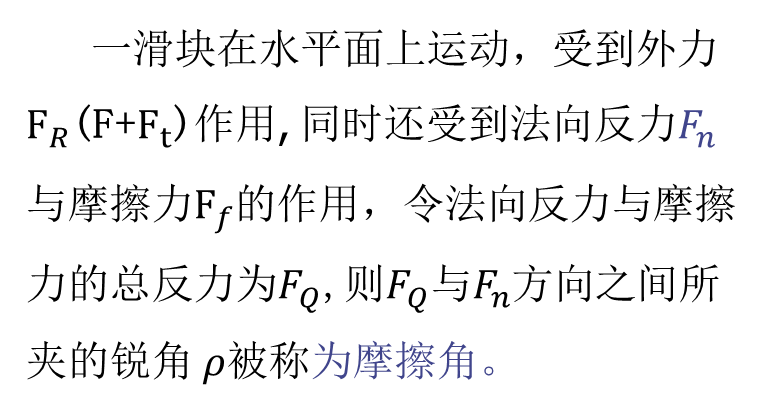 一滑块在水平面上运动，受到外力
F_R(F+F_t)作用,同时还受到法向反力F_n
与摩擦力F_f的作用，令法向反力与摩擦
力的总反力为F_Q,则F_Q与F_n方向之间所
夹的锐角 ρ被称为摩擦角。